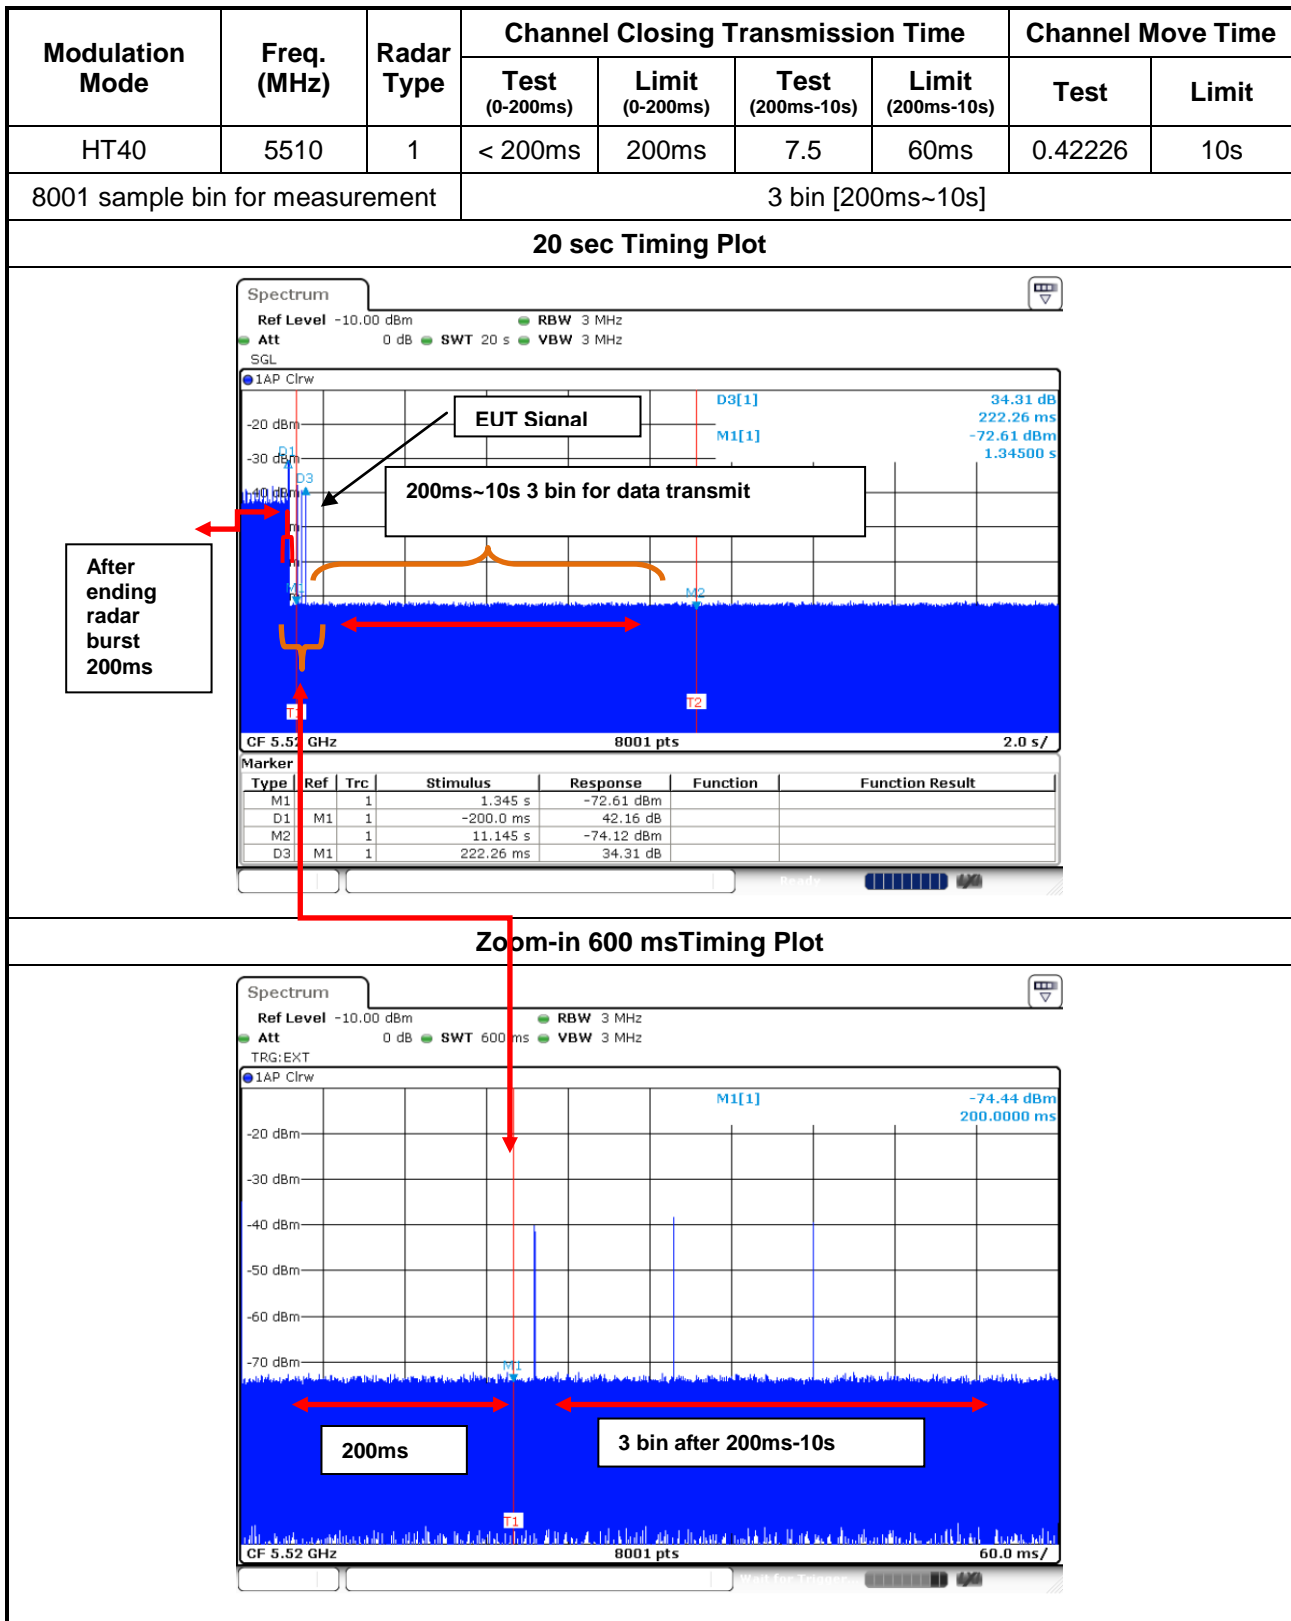 Modulation Mode Freq. (MHz) Radar Type Channel Closing Transmission Time Channel Move Time
Test (0-200ms) Limit (0-200ms) Test (200ms-10s) Limit (200ms-10s) Test Limit
HT40 5510 1 < 200ms 200ms 7.5 60ms 0.42226 10s
8001 sample bin for measurement 3 bin [200ms~10s]
20 sec Timing Plot
Spectrum
Ref Level -10.00 dBm RBW 3 MHz
Att 0 dB SWT 20 s VBW 3 MHz
SGL
1AP Clrw
D3[1] 34.31 dB
222.26 ms
M1[1] -72.61 dBm
1.34500 s
EUT Signal
-20 dBm
D1
-30 dBm
D3
-40 dBm
200ms~10s 3 bin for data transmit
After
ending
radar
burst
200ms
M2
T2
CF 5.52 GHz 8001 pts 2.0 s/
Marker
Type Ref Trc Stimulus Response Function Function Result
M1 1 1.345 s -72.61 dBm
D1 M1 1 -200.0 ms 42.16 dB
M2 1 11.145 s -74.12 dBm
D3 M1 1 222.26 ms 34.31 dB
Ready
Zoom-in 600 msTiming Plot
Spectrum
Ref Level -10.00 dBm RBW 3 MHz
Att 0 dB SWT 600 ms VBW 3 MHz
TRG:EXT
1AP Clrw
M1[1] -74.44 dBm
200.0000 ms
-20 dBm
-30 dBm
-40 dBm
-50 dBm
-60 dBm
-70 dBm
M1
200ms
3 bin after 200ms-10s
T1
CF 5.52 GHz 8001 pts 60.0 ms/
Wait for Trigger...